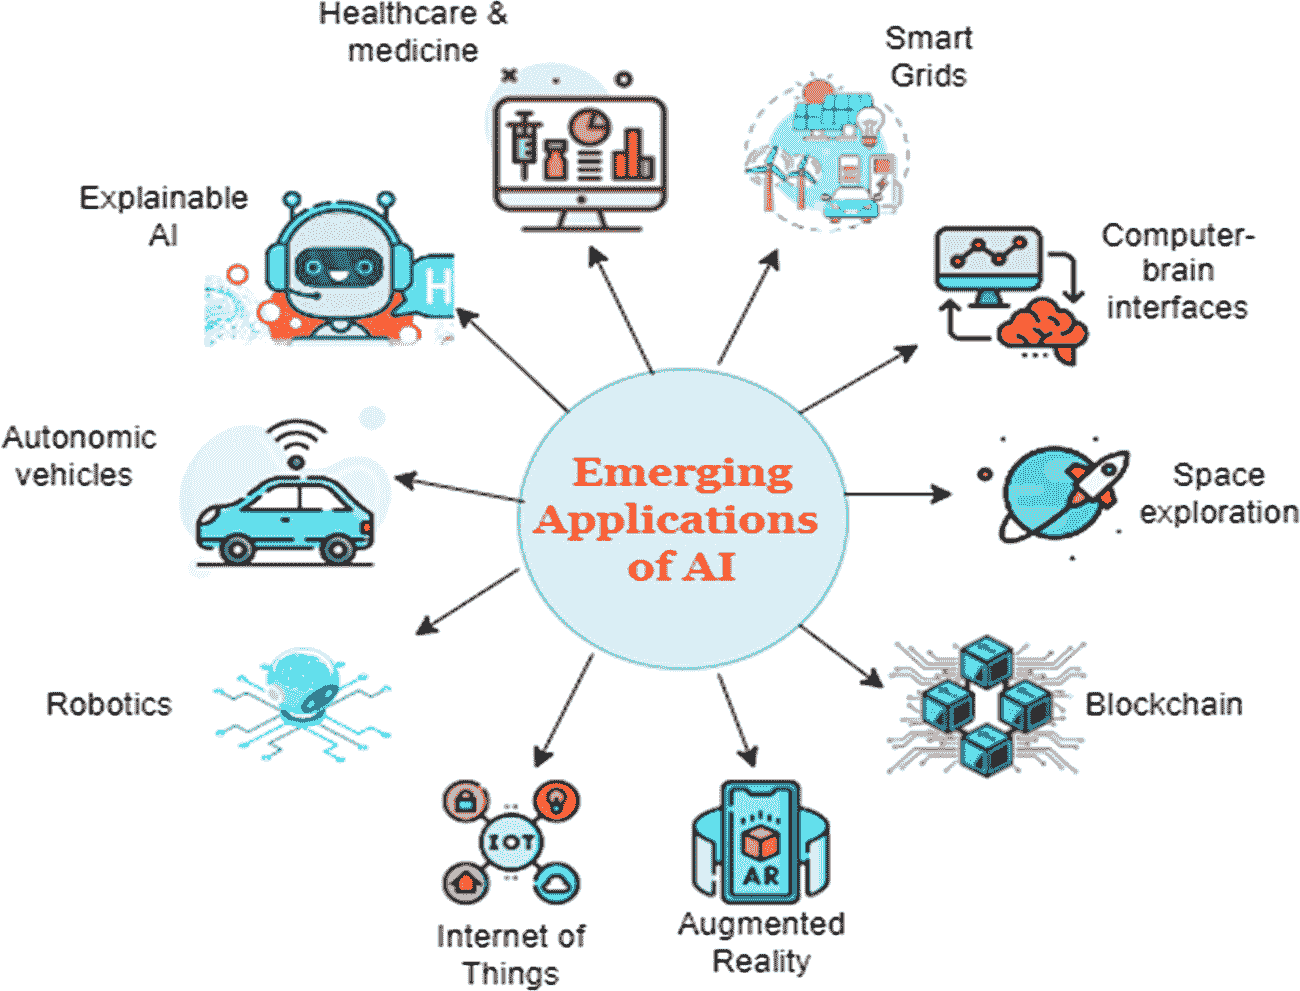 Healthcare &
medicine
Smart
Grids
Explainable
AI
H
Computer-
brain
interfaces
Autonomic
vehicles
Emerging
Applications
of AI
Space
exploration
Robotics
Blockchain
IOT
AR
Internet of
Things
Augmented
Reality